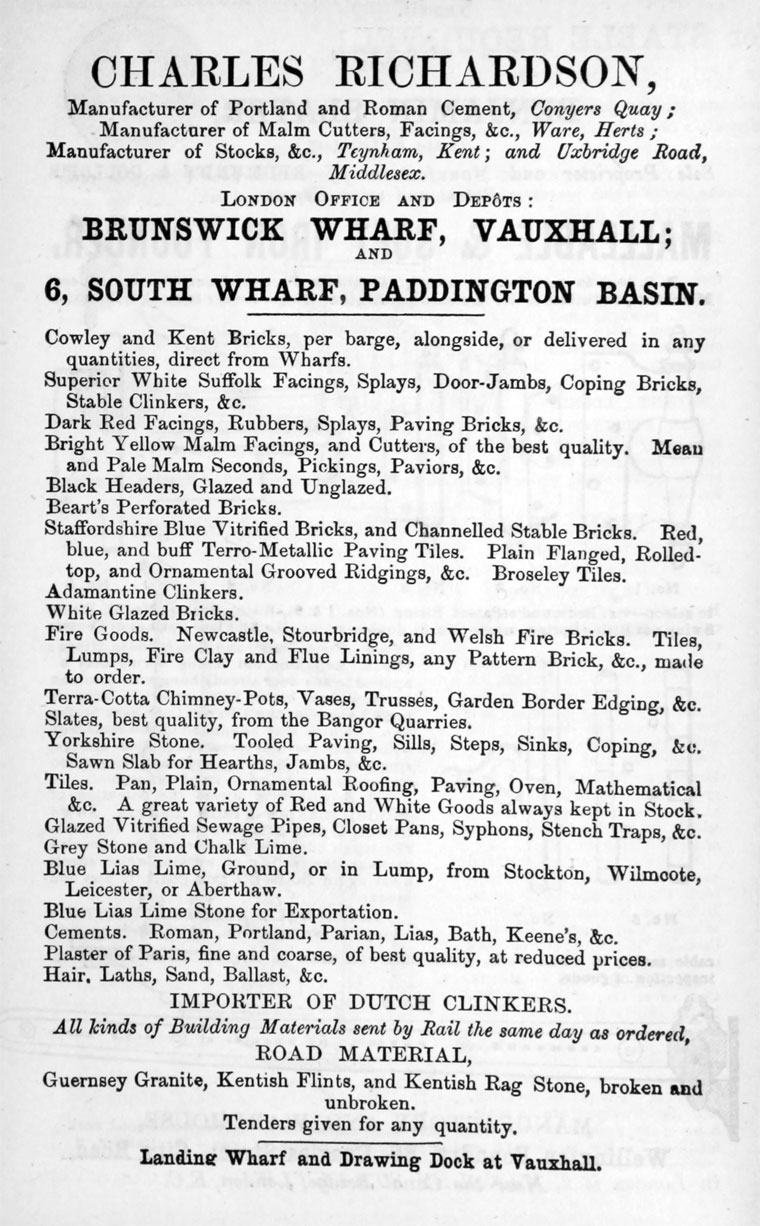 CHARLES RICHARDSON,
Manufacturer of Portland and Roman Cement, Conyers Quay;
Manufacturer of Malm Cutters, Facings, &c., Ware, Herts;
Manufacturer of Stocks, &c., Teynham, Kent; and Uxbridge Road,
Middlesex.
London Office and Depôts:
BRUNSWICK WHARF, VAUXHALL;
AND
6, SOUTH WHARF, PADDINGTON BASIN.
Cowley and Kent Bricks, per barge, alongside, or delivered in any
quantities, direct from Wharfs.
Superior White Suffolk Facings, Splays, Door-Jambs, Coping Bricks,
Stable Clinkers, &c.
Dark Red Facings, Rubbers, Splays, Paving Bricks, &c.
Bright Yellow Malm Facings, and Cutters, of the best quality. Mean
and Pale Malm Seconds, Pickings, Paviors, &c.
Black Headers, Glazed and Unglazed.
Beart's Perforated Bricks.
Staffordshire Blue Vitrified Bricks, and Channelled Stable Bricks. Red,
blue, and buff Terro-Metallic Paving Tiles. Plain Flanged, Rolled-
top, and Ornamental Grooved Ridgings, &c. Broseley Tiles.
Adamantine Clinkers.
White Glazed Bricks.
Fire Goods. Newcastle, Stourbridge, and Welsh Fire Bricks. Tiles,
Lumps, Fire Clay and Flue Linings, any Pattern Brick, &c., made
to order.
Terra-Cotta Chimney-Pots, Vases, Trusses, Garden Border Edging, &c.
Slates, best quality, from the Bangor Quarries.
Yorkshire Stone. Tooled Paving, Sills, Steps, Sinks, Coping, &c.
Sawn Slab for Hearths, Jambs, &c.
Tiles. Pan, Plain, Ornamental Roofing, Paving, Oven, Mathematical
&c. A great variety of Red and White Goods always kept in Stock.
Glazed Vitrified Sewage Pipes, Closet Pans, Syphons, Stench Traps, &c.
Grey Stone and Chalk Lime.
Blue Lias Lime, Ground, or in Lump, from Stockton, Wilmcote,
Leicester, or Aberthaw.
Blue Lias Lime Stone for Exportation.
Cements. Roman, Portland, Parian, Lias, Bath, Keene's, &c.
Plaster of Paris, fine and coarse, of best quality, at reduced prices.
Hair, Laths, Sand, Ballast, &c.
IMPORTER OF DUTCH CLINKERS.
All kinds of Building Materials sent by Rail the same day as ordered,
ROAD MATERIAL,
Guernsey Granite, Kentish Flints, and Kentish Rag Stone, broken and
unbroken.
Tenders given for any quantity.
Landing Wharf and Drawing Dock at Vauxhall.